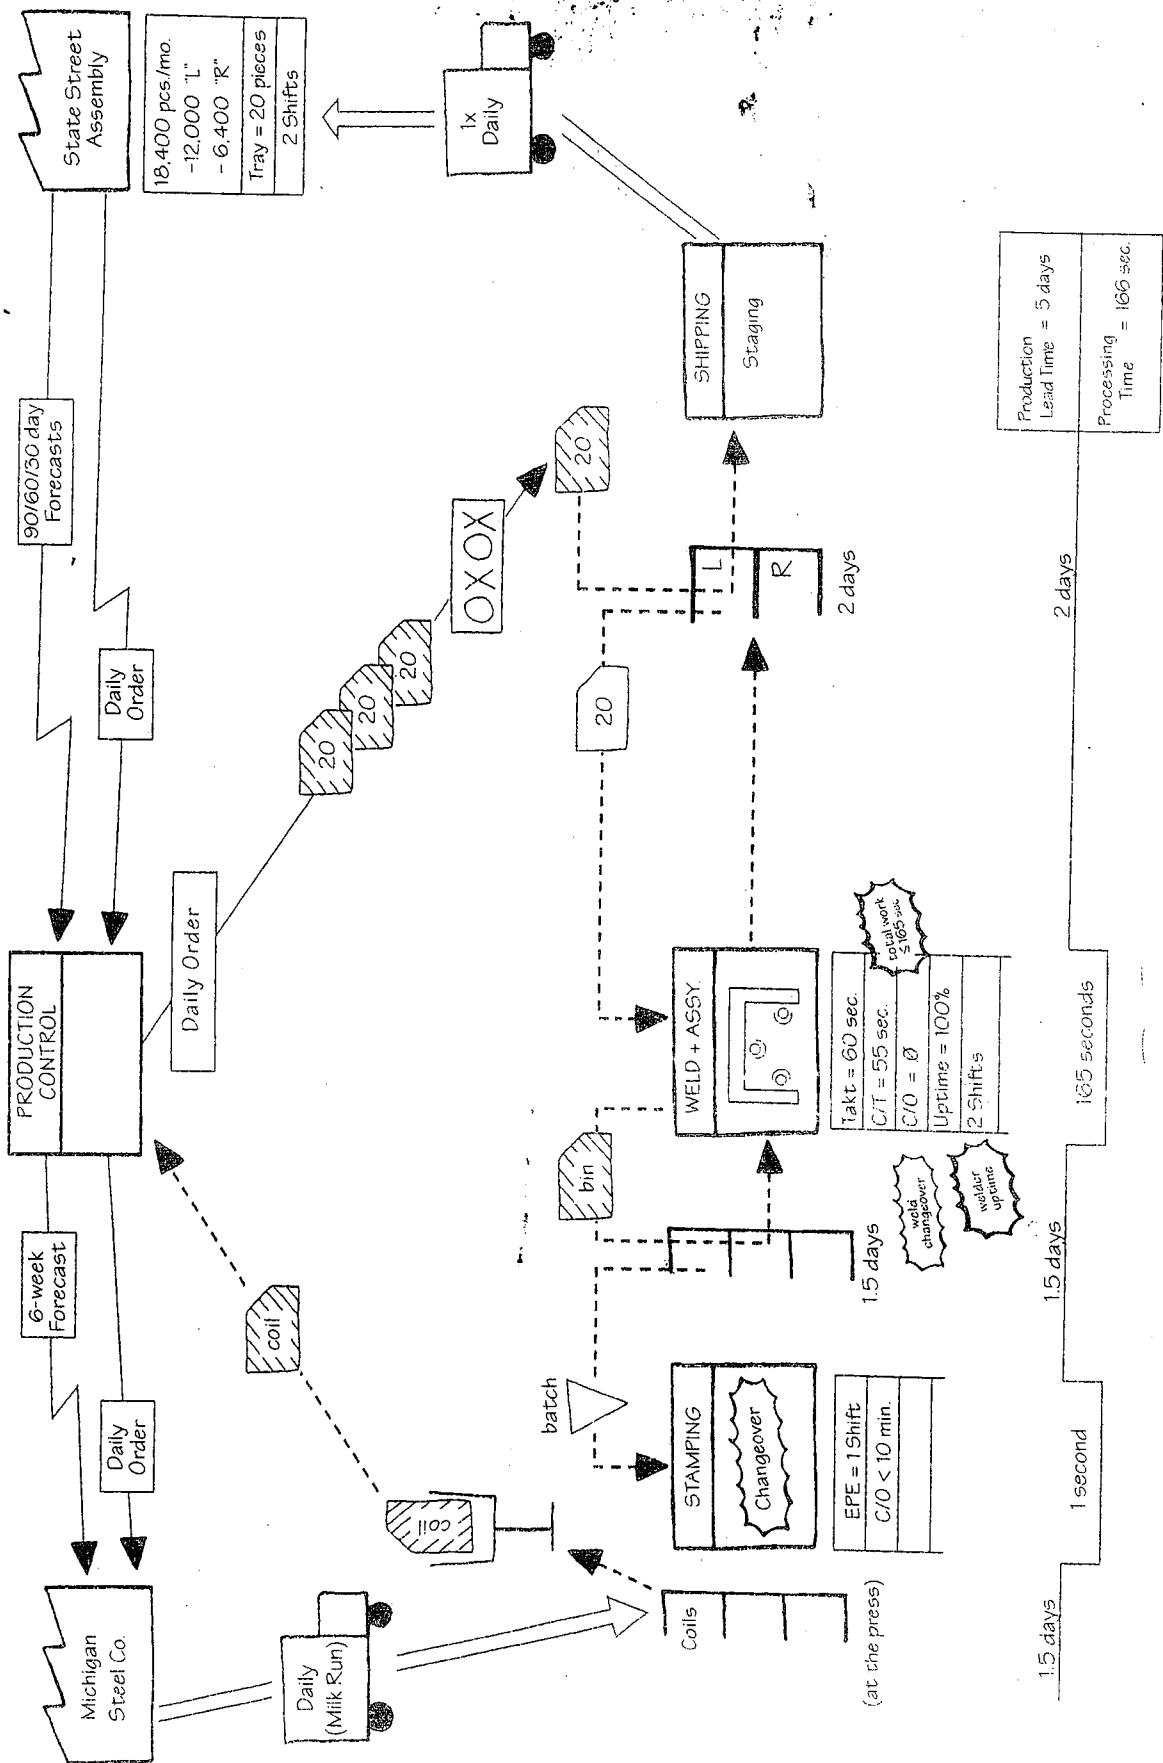 Michigan
Steel Co.
6-week
Forecast
Daily
Order
PRODUCTION
CONTROL
90/60/30 day
Forecasts
Daily
Order
State Street
Assembly
18,400 pcs/mo.
-12,000 "L"
- 6,400 "R"
Tray = 20 pieces
2 Shifts
Daily
(Milk Run)
coil
coil
Daily Order
20
20
20
OXOX
20
1x
Daily
batch
bin
20
Coils
(at the press)
STAMPING
Changeover
EPE = 1 Shift
C/O < 10 min.
1.5 days
weld
changeover
welder
uptime
WELD + ASSY.
Takt = 60 sec.
C/T = 55 sec.
C/O = Ø
Uptime = 100%
2 Shifts
total work
≤ 165 sec
L
R
2 days
SHIPPING
Staging
1.5 days
1 second
1.5 days
165 seconds
2 days
Production
Lead Time = 5 days
Processing
Time = 166 sec.